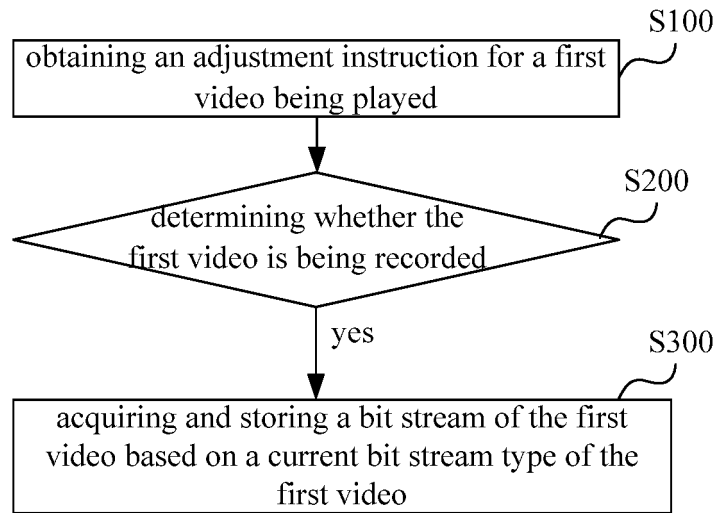 S100
obtaining an adjustment instruction for a first
video being played
S200
determining whether the
first video is being recorded
yes
S300
acquiring and storing a bit stream of the first
video based on a current bit stream type of the
first video